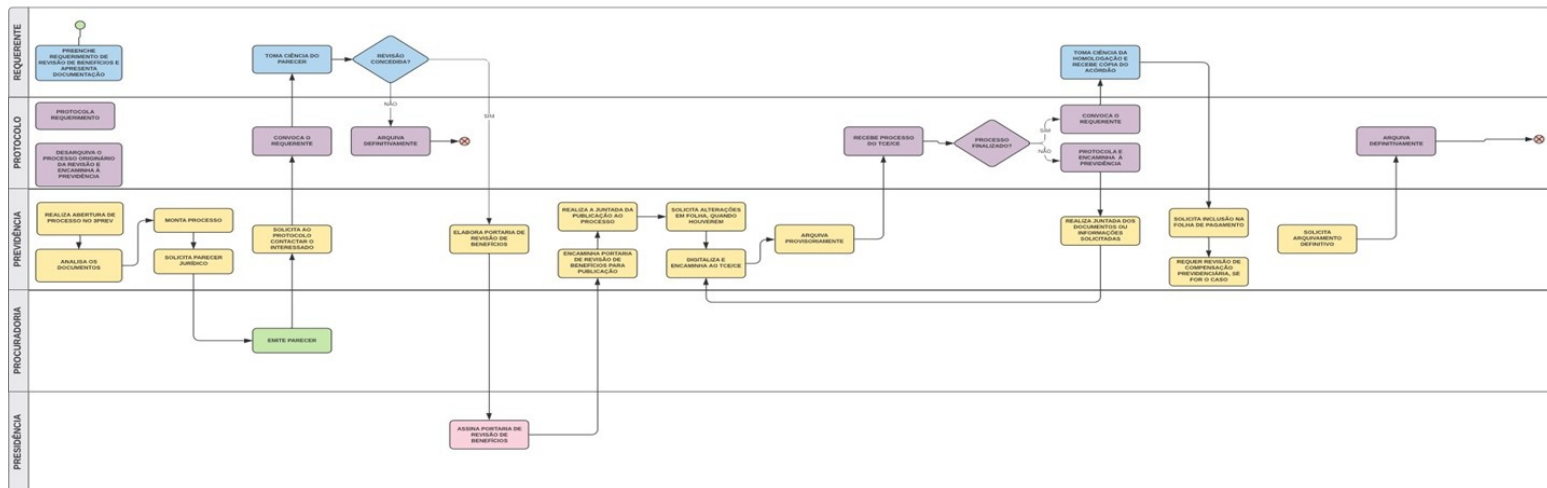 REQUERENTE
PREENCHE
REQUERIMENTO DE
REVISÃO DE BENEFÍCIOS E
APRESENTA
DOCUMENTAÇÃO
TOMA CIÊNCIA DO
PARECER
REVISÃO
CONCEDIDA?
NÃO
SIM
TOMA CIÊNCIA DA
HOMOLOGAÇÃO E
RECEBE CÓPIA DO
ACÓRDÃO
PROTOCOLO
PROTOCOLA
REQUERIMENTO
DESARQUIVA O
PROCESSO ORIGINÁRIO
DA REVISÃO E
ENCAMINHA À
PREVIDÊNCIA
CONVOCA O
REQUERENTE
ARQUIVA
DEFINITIVAMENTE
RECEBE PROCESSO
DO TCE/CE
PROCESSO
FINALIZADO?
SIM
NÃO
CONVOCA O
REQUERENTE
PROTOCOLA E
ENCAMINHA À
PREVIDÊNCIA
ARQUIVA
DEFINITIVAMENTE
PREVIDÊNCIA
REALIZA ABERTURA DE
PROCESSO NO SPREV
ANALISA OS
DOCUMENTOS
MONTA PROCESSO
SOLICITA PARECER
JURÍDICO
SOLICITA AO
PROTOCOLO
CONTACTAR O
INTERESSADO
ELABORA PORTARIA DE
REVISÃO DE
BENEFÍCIOS
REALIZA A JUNTADA DA
PUBLICAÇÃO AO
PROCESSO
ENCAMINHA PORTARIA
DE REVISÃO DE
BENEFÍCIOS PARA
PUBLICAÇÃO
SOLICITA ALTERAÇÕES
EM FOLHA, QUANDO
HOUVEREM
DIGITALIZA E
ENCAMINHA AO TCE/CE
ARQUIVA
PROVISORIAMENTE
REALIZA JUNTADA DOS
DOCUMENTOS OU
INFORMAÇÕES
SOLICITADAS
SOLICITA INCLUSÃO NA
FOLHA DE PAGAMENTO
REQUER REVISÃO DE
COMPENSAÇÃO
PREVIDENCIÁRIA, SE
FOR O CASO
SOLICITA
ARQUIVAMENTO
DEFINITIVO
PROCURADORIA
EMITE PARECER
PRESIDÊNCIA
ASSINA PORTARIA DE
REVISÃO DE
BENEFÍCIOS